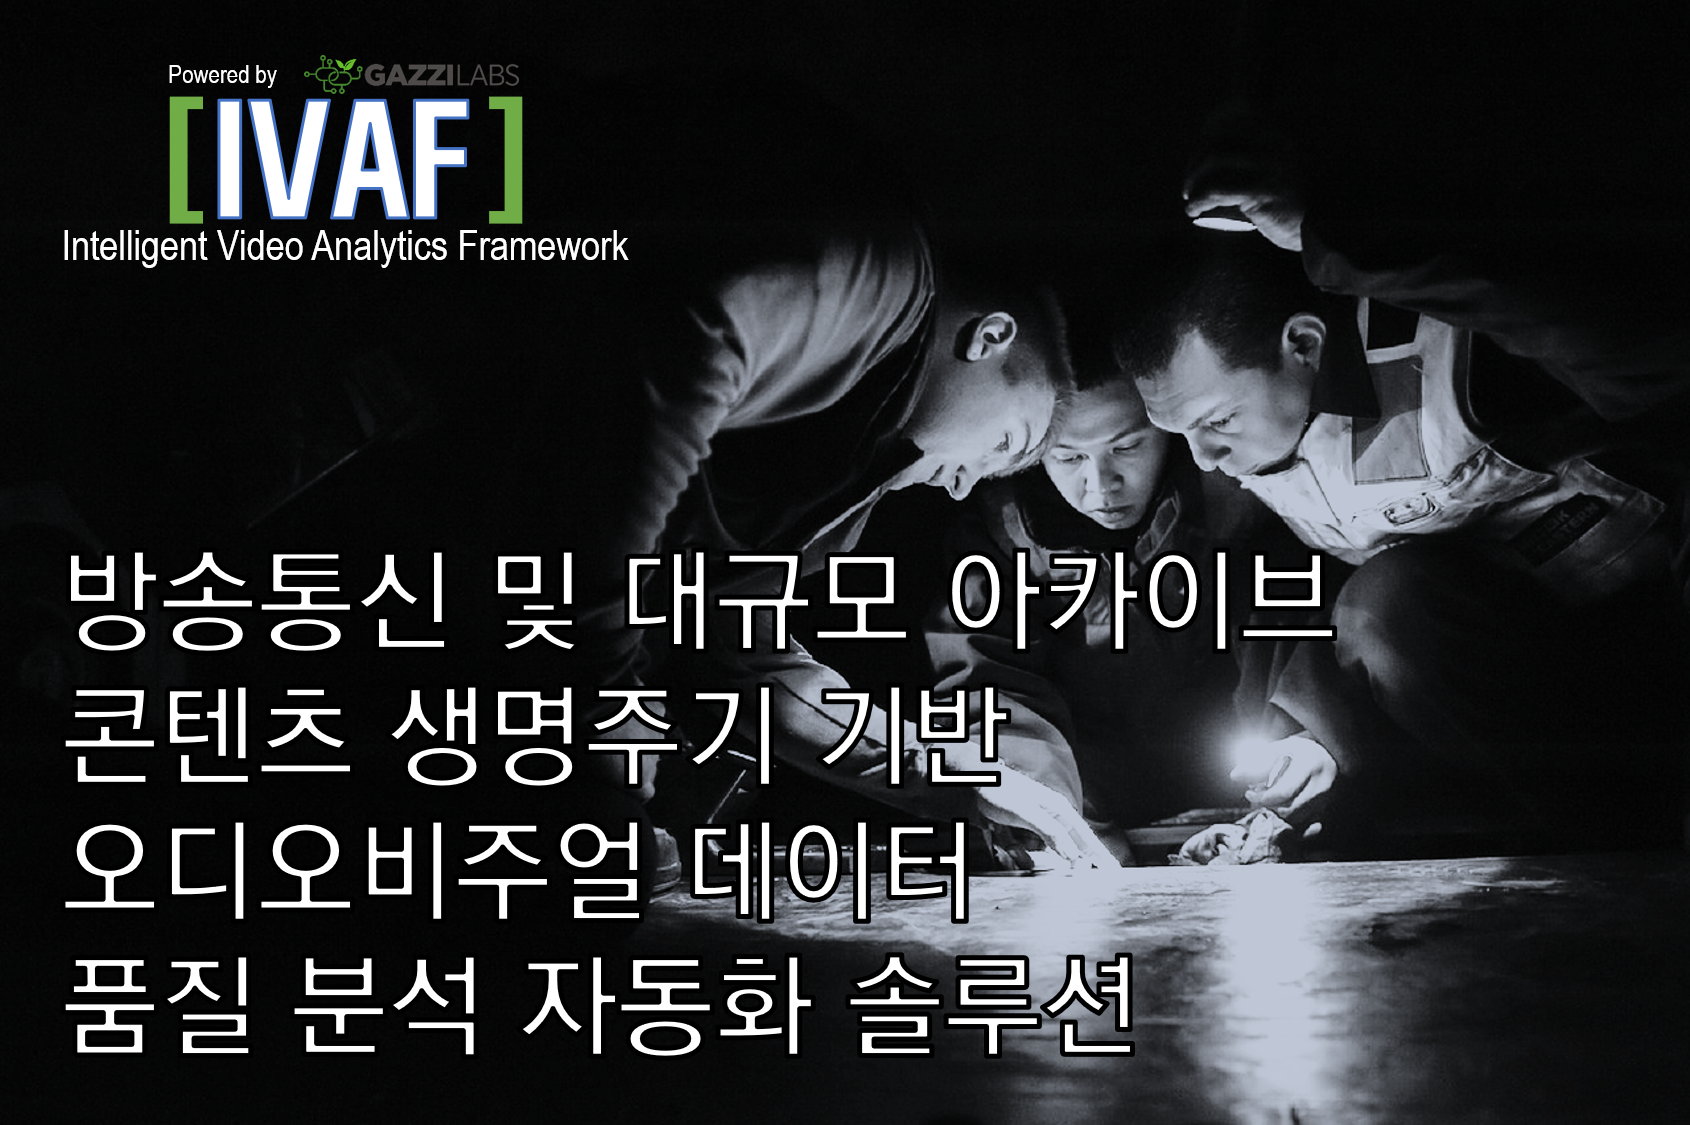 Powered by GAZZILABS
[IVAF]
Intelligent Video Analytics Framework
방송통신 및 대규모 아카이브
콘텐츠 생명주기 기반
오디오비주얼 데이터
품질 분석 자동화 솔루션